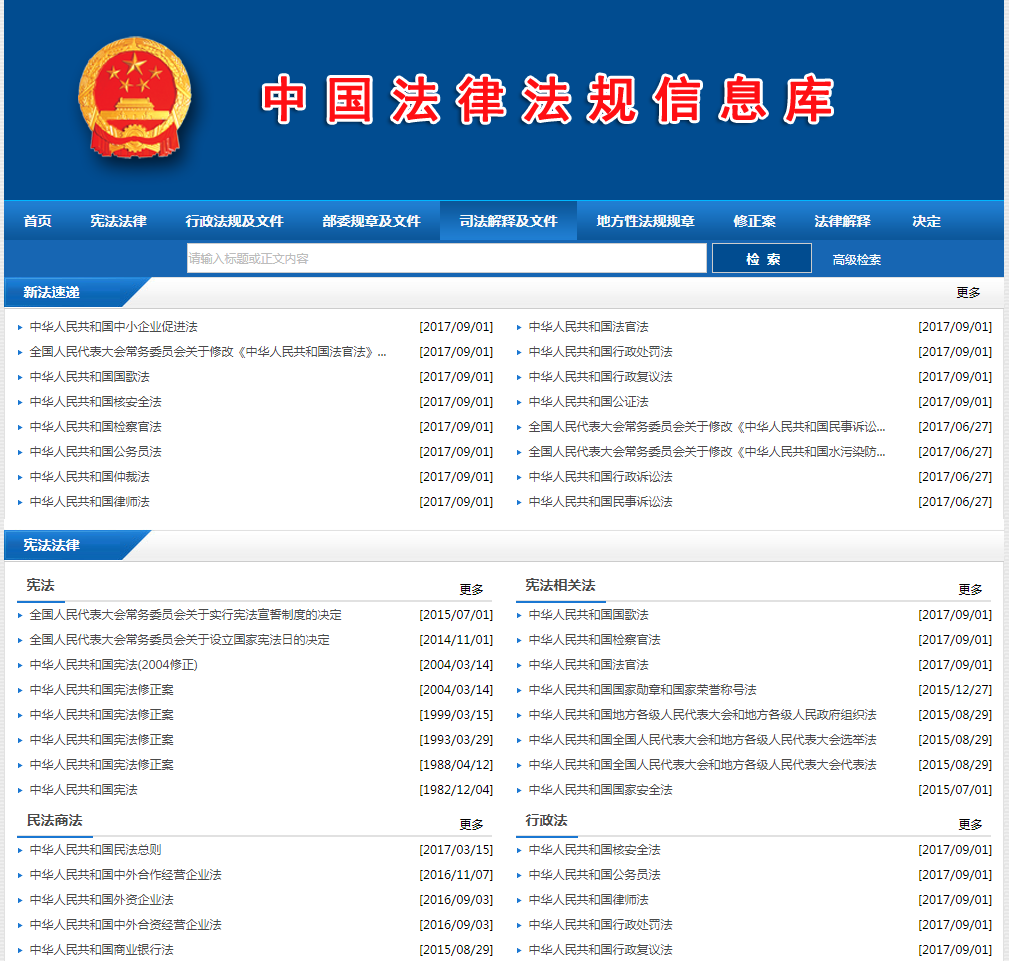 中国法律法规信息库
首页 宪法法律 行政法规及文件 部委规章及文件 司法解释及文件 地方性法规规章 修正案 法律解释 决定
请输入标题或正文内容 检 索 高级检索
新法速递 更多
中华人民共和国中小企业促进法 [2017/09/01]
全国人民代表大会常务委员会关于修改《中华人民共和国法官法》... [2017/09/01]
中华人民共和国国歌法 [2017/09/01]
中华人民共和国核安全法 [2017/09/01]
中华人民共和国检察官法 [2017/09/01]
中华人民共和国公务员法 [2017/09/01]
中华人民共和国仲裁法 [2017/09/01]
中华人民共和国律师法 [2017/09/01]
中华人民共和国法官法 [2017/09/01]
中华人民共和国行政处罚法 [2017/09/01]
中华人民共和国行政复议法 [2017/09/01]
中华人民共和国公证法 [2017/09/01]
全国人民代表大会常务委员会关于修改《中华人民共和国民事诉讼... [2017/06/27]
全国人民代表大会常务委员会关于修改《中华人民共和国水污染防... [2017/06/27]
中华人民共和国行政诉讼法 [2017/06/27]
中华人民共和国民事诉讼法 [2017/06/27]
宪法法律
宪法 更多
全国人民代表大会常务委员会关于实行宪法宣誓制度的决定 [2015/07/01]
全国人民代表大会常务委员会关于设立国家宪法日的决定 [2014/11/01]
中华人民共和国宪法(2004修正) [2004/03/14]
中华人民共和国宪法修正案 [2004/03/14]
中华人民共和国宪法修正案 [1999/03/15]
中华人民共和国宪法修正案 [1993/03/29]
中华人民共和国宪法修正案 [1988/04/12]
中华人民共和国宪法 [1982/12/04]
宪法相关法 更多
中华人民共和国国歌法 [2017/09/01]
中华人民共和国检察官法 [2017/09/01]
中华人民共和国法官法 [2017/09/01]
中华人民共和国国家勋章和国家荣誉称号法 [2015/12/27]
中华人民共和国地方各级人民代表大会和地方各级人民政府组织法 [2015/08/29]
中华人民共和国全国人民代表大会和地方各级人民代表大会选举法 [2015/08/29]
中华人民共和国全国人民代表大会和地方各级人民代表大会代表法 [2015/08/29]
中华人民共和国国家安全法 [2015/07/01]
民法商法 更多
中华人民共和国民法总则 [2017/03/15]
中华人民共和国中外合作经营企业法 [2016/11/07]
中华人民共和国外资企业法 [2016/09/03]
中华人民共和国中外合资经营企业法 [2016/09/03]
中华人民共和国商业银行法 [2015/08/29]
行政法 更多
中华人民共和国核安全法 [2017/09/01]
中华人民共和国公务员法 [2017/09/01]
中华人民共和国律师法 [2017/09/01]
中华人民共和国行政处罚法 [2017/09/01]
中华人民共和国行政复议法 [2017/09/01]